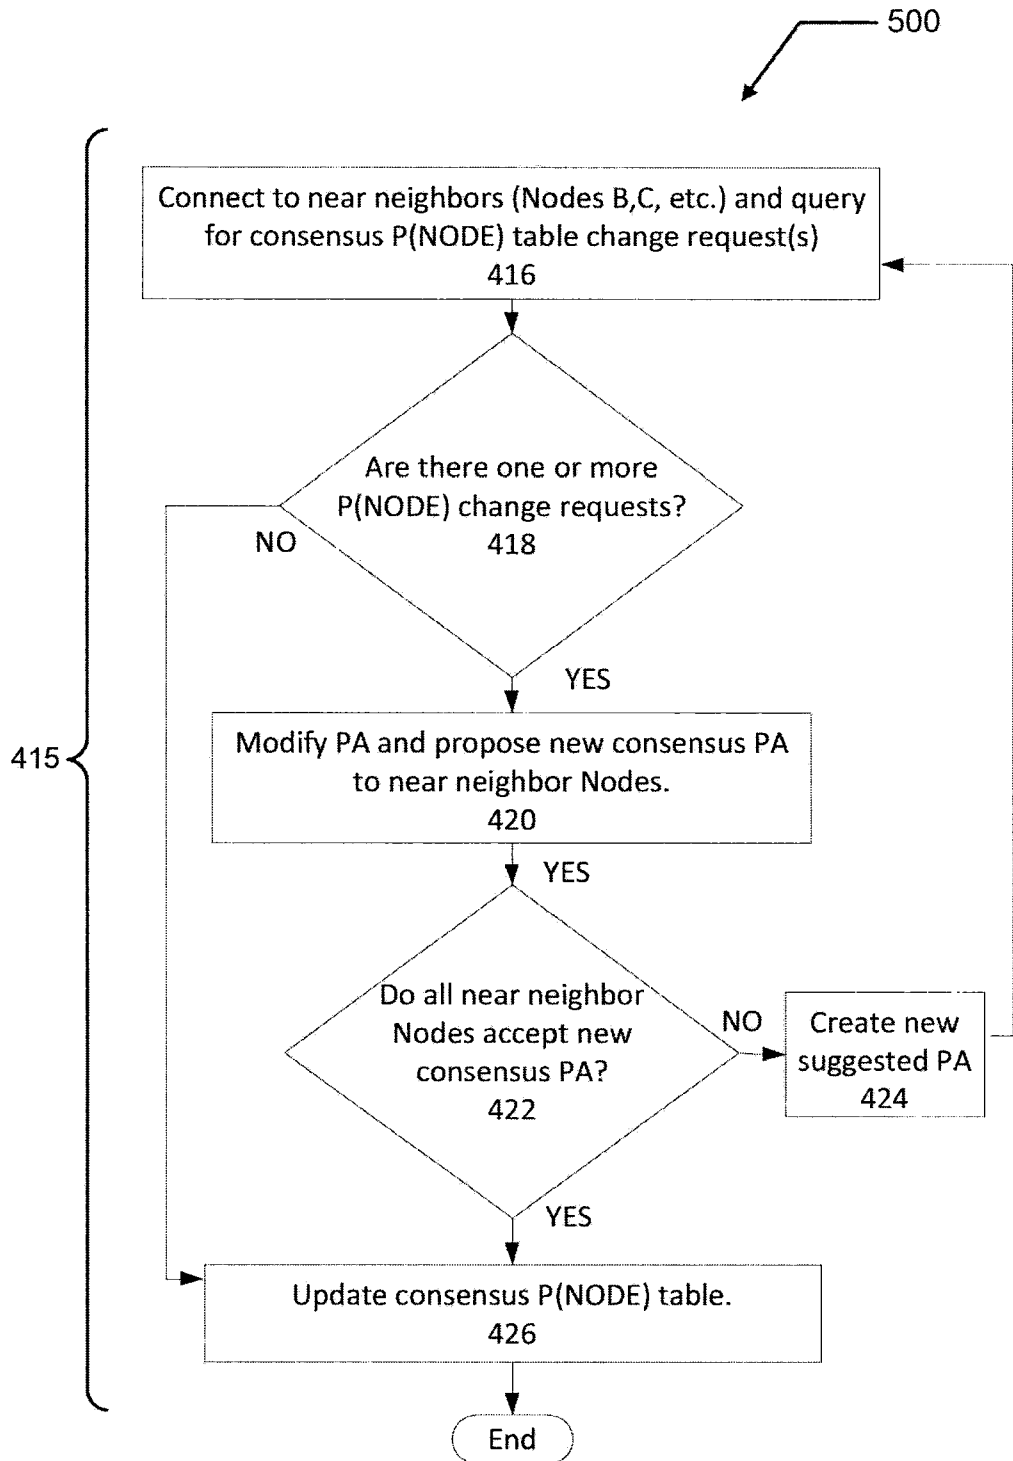 500
Connect to near neighbors (Nodes B,C, etc.) and query
for consensus P(NODE) table change request(s)
416
Are there one or more
P(NODE) change requests?
418
NO
YES
415
Modify PA and propose new consensus PA
to near neighbor Nodes.
420
YES
Do all near neighbor
Nodes accept new
consensus PA?
422
NO
Create new
suggested PA
424
YES
Update consensus P(NODE) table.
426
End